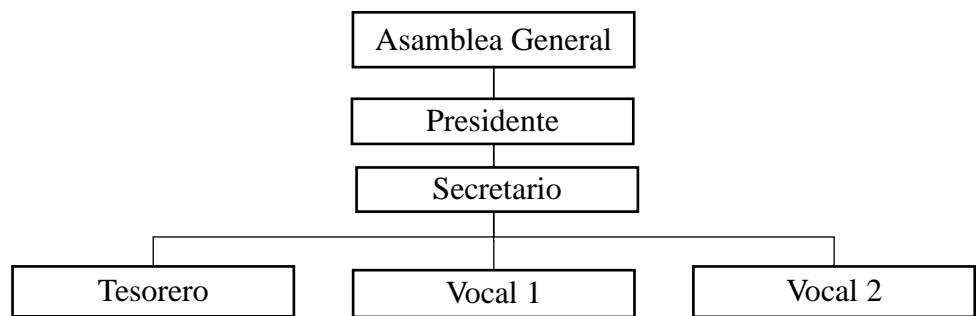 Asamblea General
Presidente
Secretario
Tesorero
Vocal 1
Vocal 2